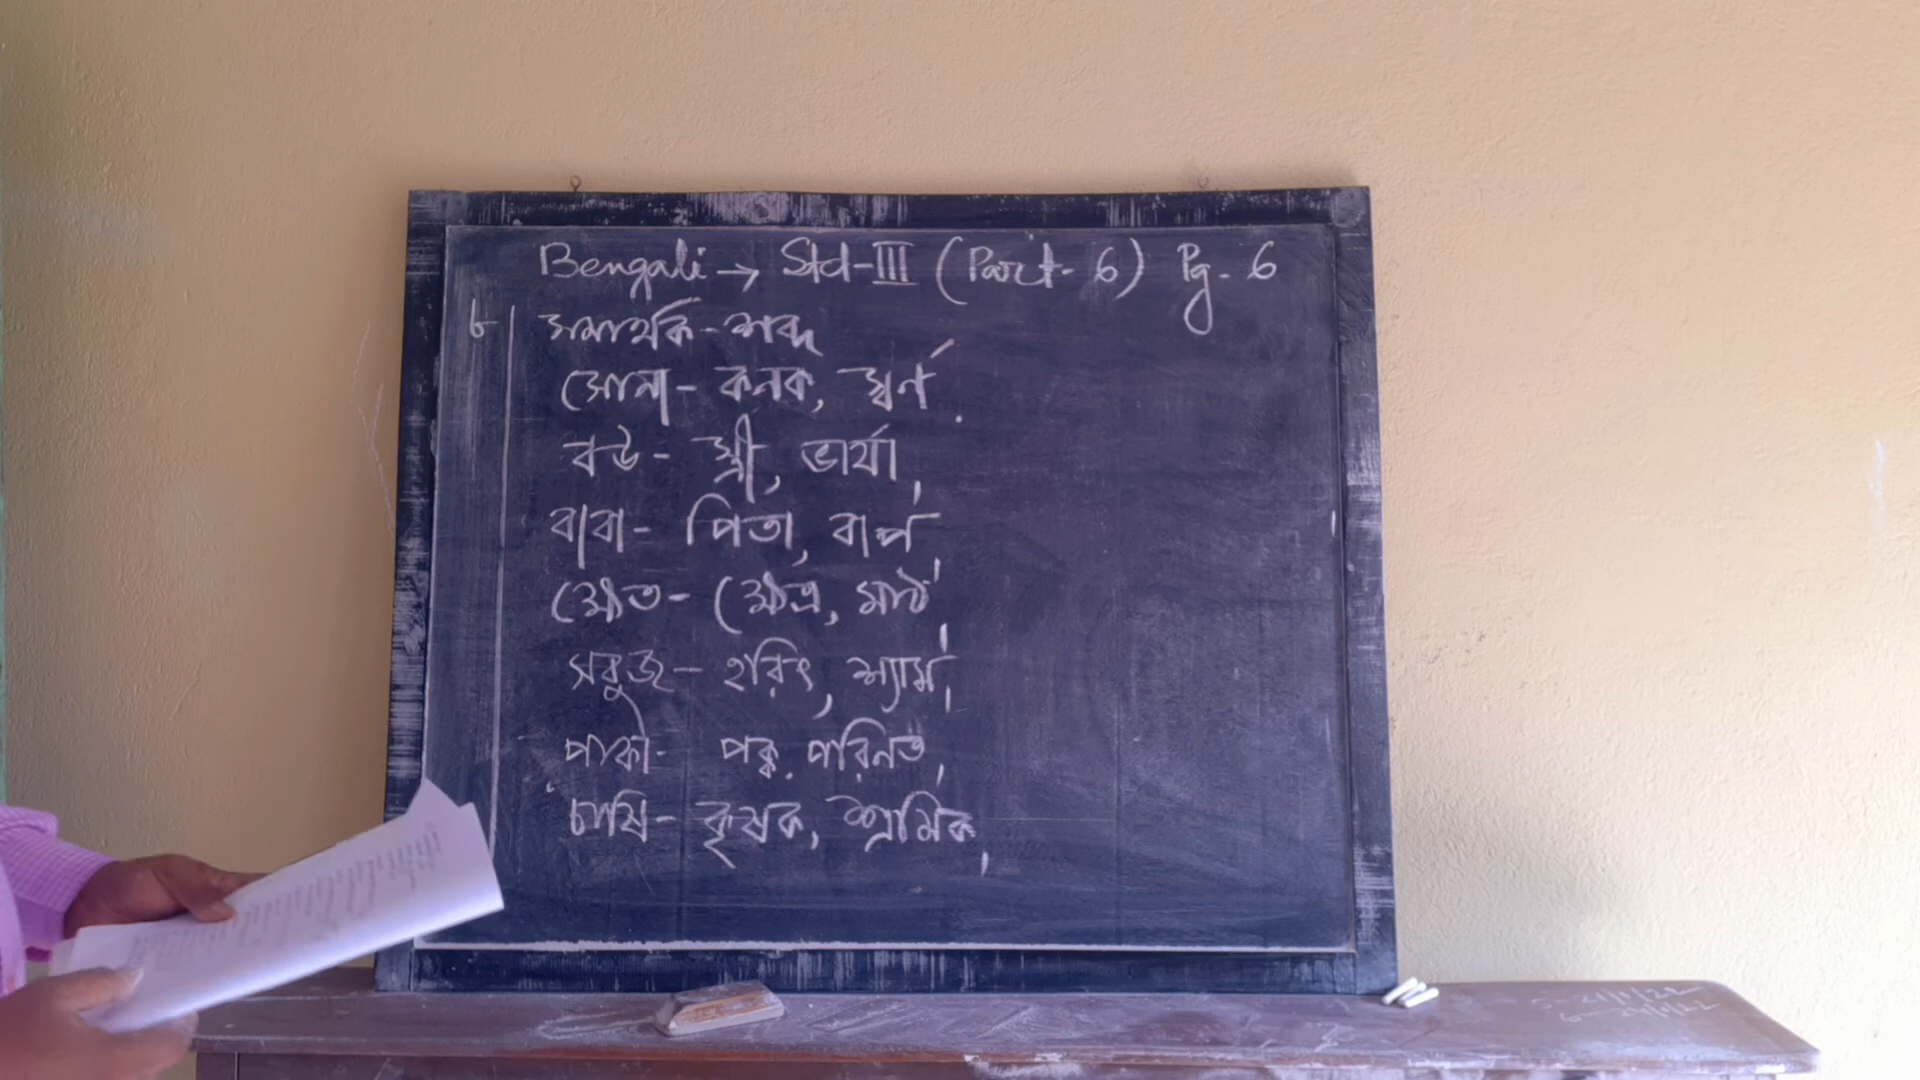 Bengali → Std-III (Part-6) Pg-6
৮| সমার্থক-শব্দ
সোনা- কনক, স্বর্ণ.
বউ- স্ত্রী, ভার্যা,
বাবা- পিতা, বাপ,
ক্ষেত- ক্ষেত্র, মাঠ,
সবুজ- হরিৎ, শ্যাম,
পাকা- পক্ক. পরিনত,
চাষি- কৃষক, শ্রমিক,